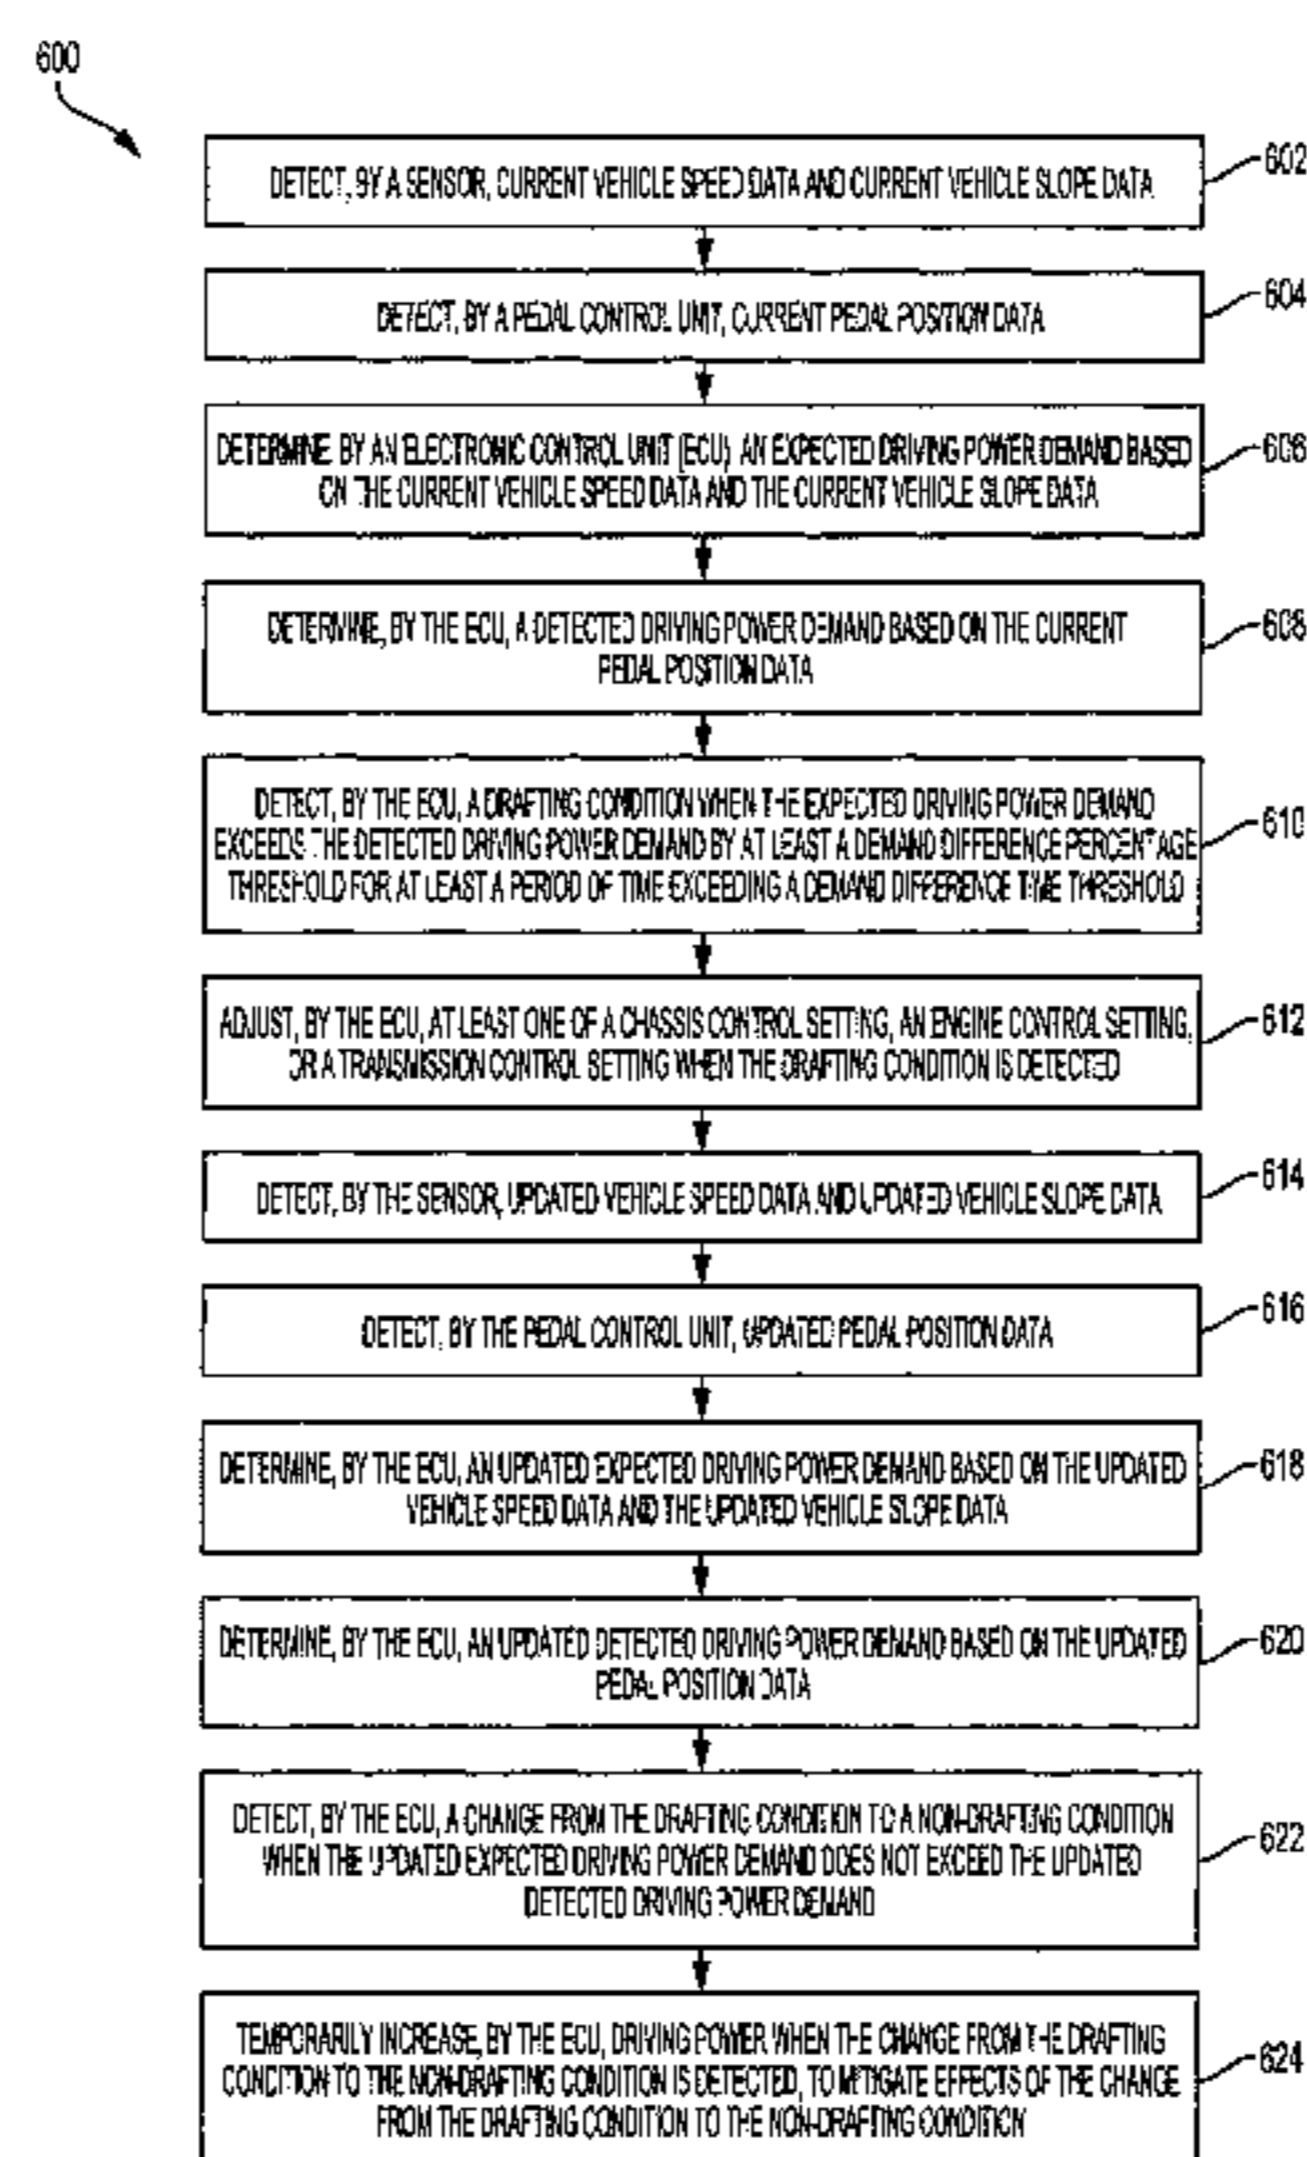 600
DETECT, BY A SENSOR, CURRENT VEHICLE SPEED DATA AND CURRENT VEHICLE SLOPE DATA
602
DETECT, BY A PEDAL CONTROL UNIT, CURRENT PEDAL POSITION DATA
604
DETERMINE, BY AN ELECTRONIC CONTROL UNIT (ECU), AN EXPECTED DRIVING POWER DEMAND BASED
ON THE CURRENT VEHICLE SPEED DATA AND THE CURRENT VEHICLE SLOPE DATA
606
DETERMINE, BY THE ECU, A DETECTED DRIVING POWER DEMAND BASED ON THE CURRENT
PEDAL POSITION DATA
608
DETECT, BY THE ECU, A DRAFTING CONDITION WHEN THE EXPECTED DRIVING POWER DEMAND
EXCEEDS THE DETECTED DRIVING POWER DEMAND BY AT LEAST A DEMAND DIFFERENCE PERCENTAGE
THRESHOLD FOR AT LEAST A PERIOD OF TIME EXCEEDING A DEMAND DIFFERENCE TIME THRESHOLD
610
ADJUST, BY THE ECU, AT LEAST ONE OF A CHASSIS CONTROL SETTING, AN ENGINE CONTROL SETTING,
OR A TRANSMISSION CONTROL SETTING WHEN THE DRAFTING CONDITION IS DETECTED
612
DETECT, BY THE SENSOR, UPDATED VEHICLE SPEED DATA AND UPDATED VEHICLE SLOPE DATA
614
DETECT, BY THE PEDAL CONTROL UNIT, UPDATED PEDAL POSITION DATA
616
DETERMINE, BY THE ECU, AN UPDATED EXPECTED DRIVING POWER DEMAND BASED ON THE UPDATED
VEHICLE SPEED DATA AND THE UPDATED VEHICLE SLOPE DATA
618
DETERMINE, BY THE ECU, AN UPDATED DETECTED DRIVING POWER DEMAND BASED ON THE UPDATED
PEDAL POSITION DATA
620
DETECT, BY THE ECU, A CHANGE FROM THE DRAFTING CONDITION TO A NON-DRAFTING CONDITION
WHEN THE UPDATED EXPECTED DRIVING POWER DEMAND DOES NOT EXCEED THE UPDATED
DETECTED DRIVING POWER DEMAND
622
TEMPORARILY INCREASE, BY THE ECU, DRIVING POWER WHEN THE CHANGE FROM THE DRAFTING
CONDITION TO THE NON-DRAFTING CONDITION IS DETECTED, TO MITIGATE EFFECTS OF THE CHANGE
FROM THE DRAFTING CONDITION TO THE NON-DRAFTING CONDITION
624